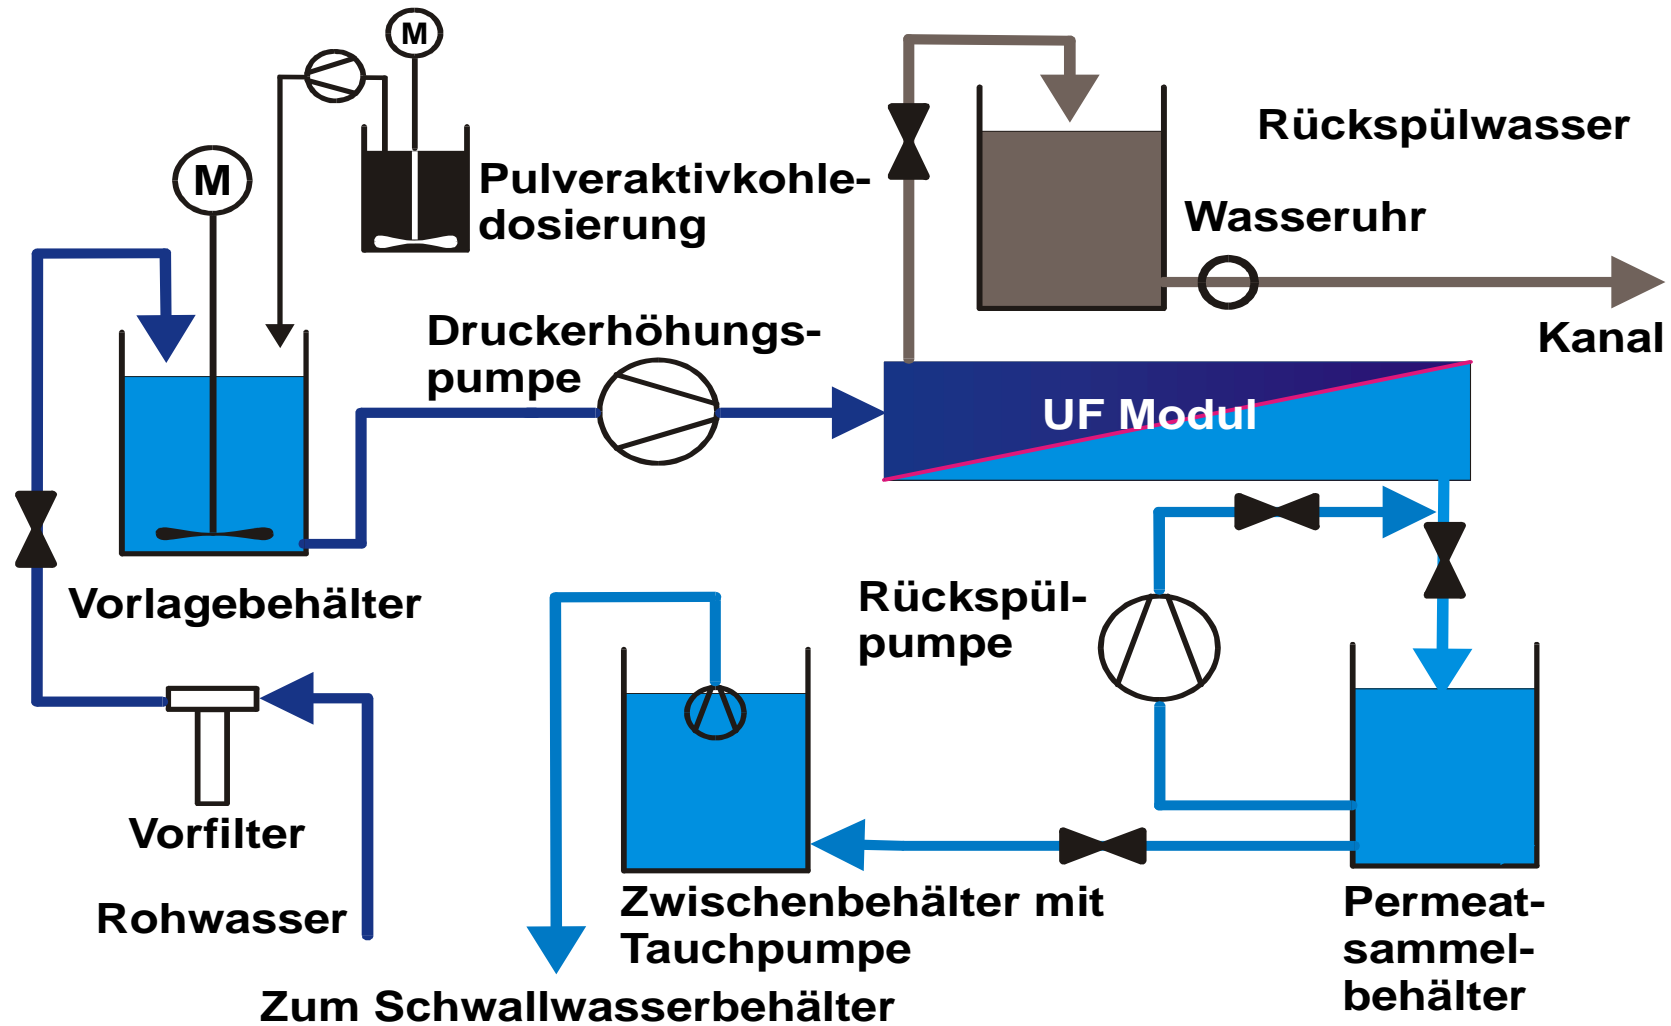 M
M
Pulveraktivkohle-
dosierung
Rückspülwasser
Wasseruhr
Kanal
Druckerhöhungs-
pumpe
UF Modul
Vorlagebehälter
Rückspül-
pumpe
Vorfilter
Rohwasser
Zwischenbehälter mit
Tauchpumpe
Permeat-
sammel-
behälter
Zum Schwallwasserbehälter